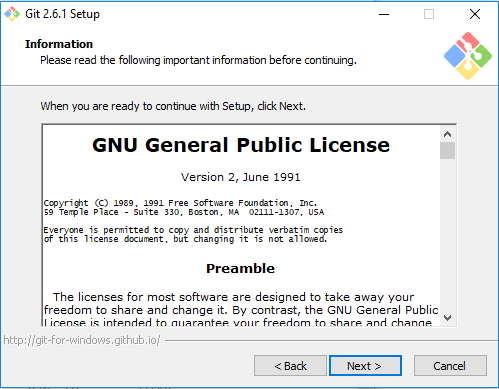 Git 2.6.1 Setup
Information
Please read the following important information before continuing.
When you are ready to continue with Setup, click Next.
GNU General Public License
Version 2, June 1991
Copyright (C) 1989, 1991 Free Software Foundation, Inc.
59 Temple Place - Suite 330, Boston, MA  02111-1307, USA
Everyone is permitted to copy and distribute verbatim copies
of this license document, but changing it is not allowed.
Preamble
The licenses for most software are designed to take away your
freedom to share and change it. By contrast, the GNU General Public
License is intended to guarantee your freedom to share and change
http://git-for-windows.github.io/
< Back
Next >
Cancel